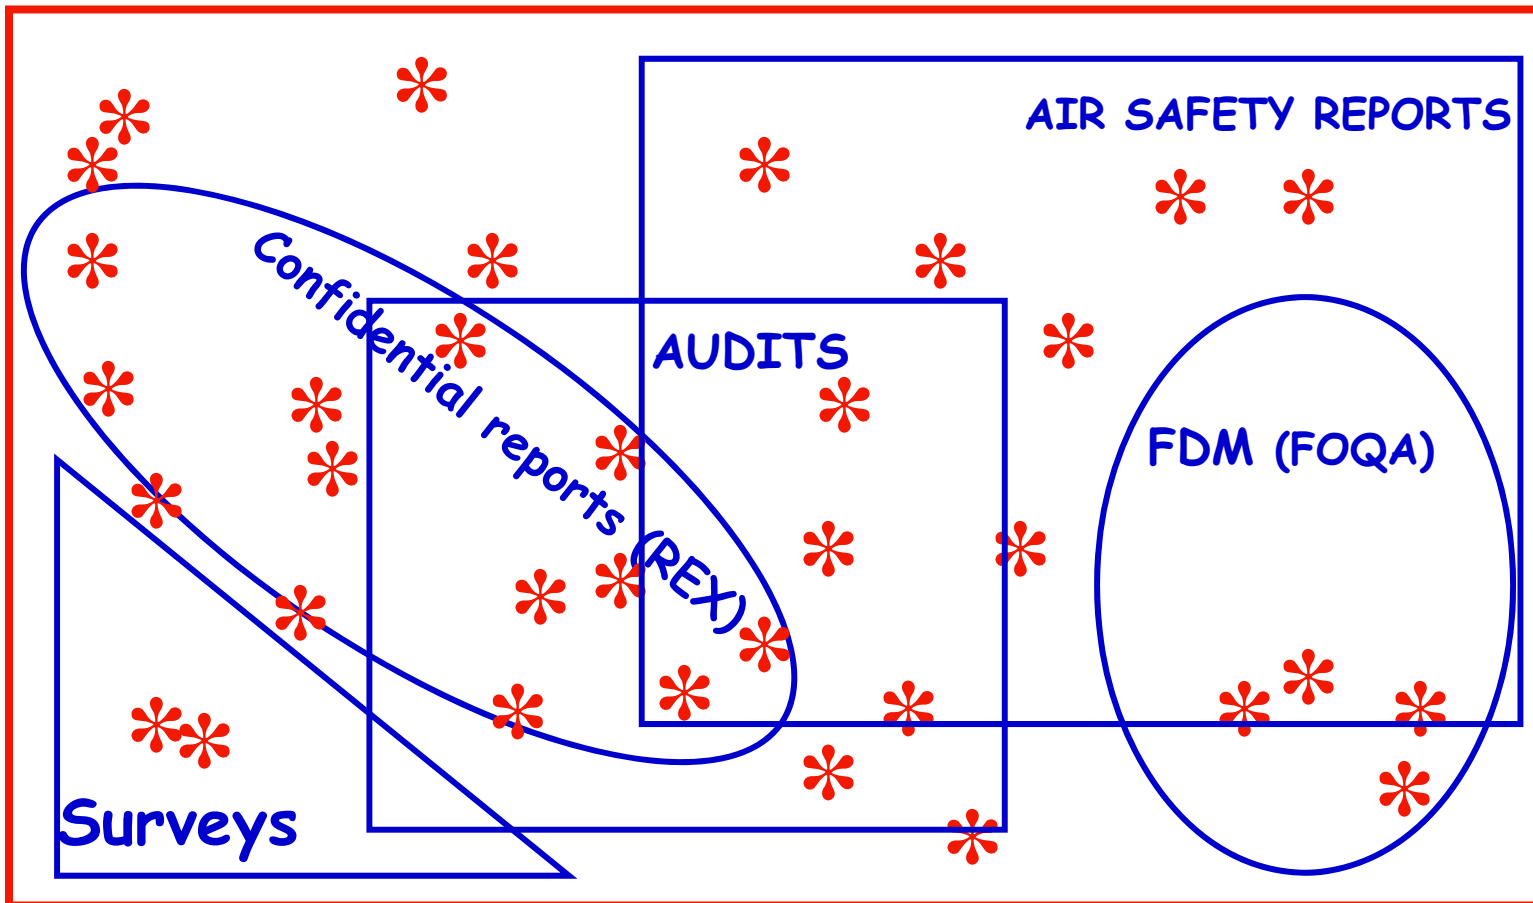 AIR SAFETY REPORTS
Confidential reports (REX)
AUDITS
FDM (FOQA)
Surveys